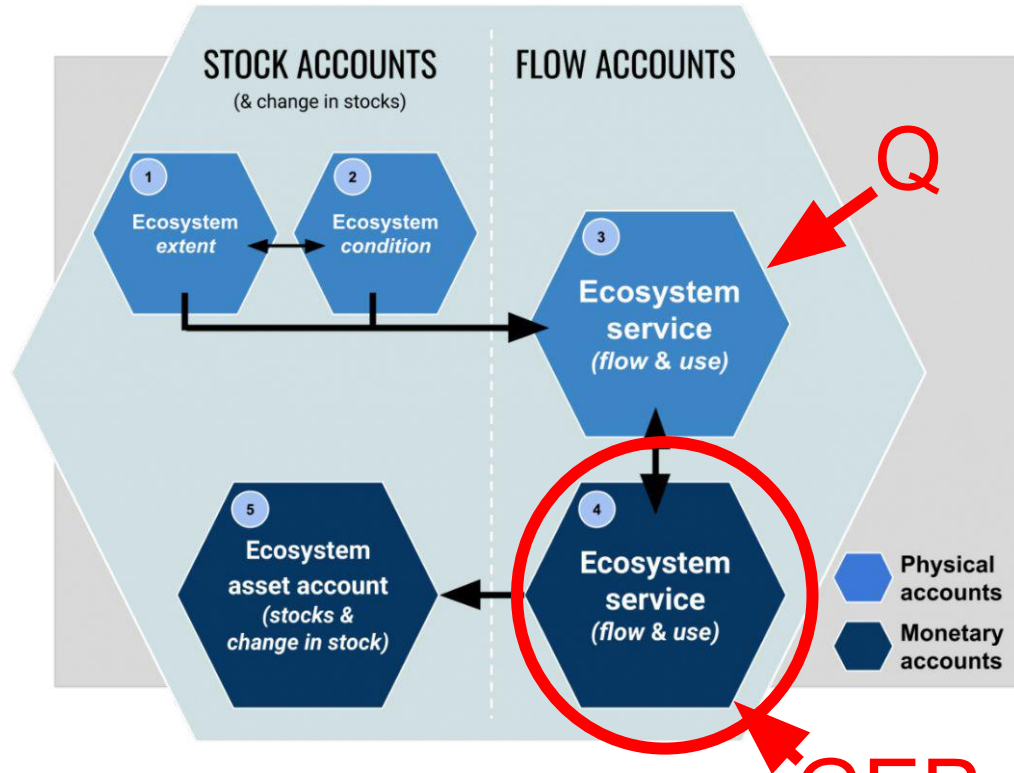 STOCK ACCOUNTS
(& change in stocks)
FLOW ACCOUNTS
Q
1
Ecosystem
extent
2
Ecosystem
condition
3
Ecosystem
service
(flow & use)
5
Ecosystem
asset account
(stocks &
change in stock)
4
Ecosystem
service
(flow & use)
Physical
accounts
Monetary
accounts